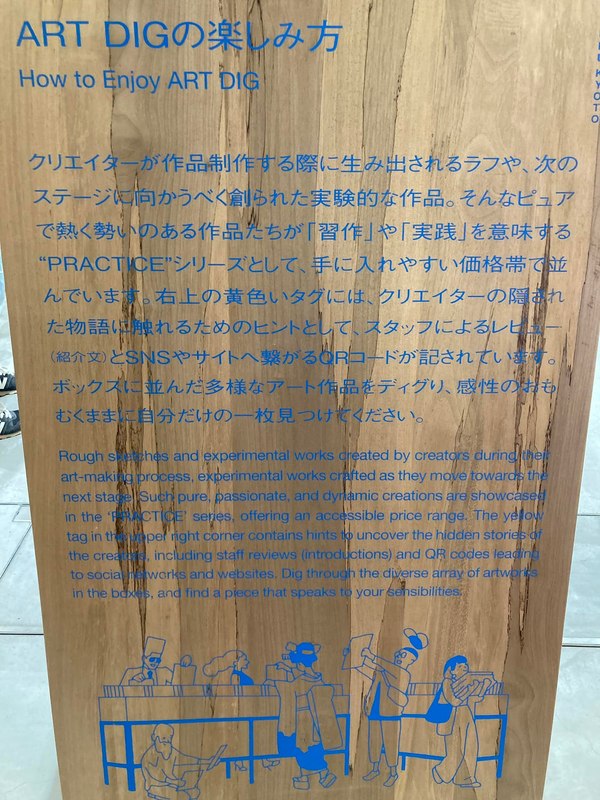 ART DIGの楽しみ方
How to Enjoy ART DIG
クリエイターが作品制作する際に生み出されるラフや、次の
ステージに向かうべく創られた実験的な作品。そんなピュア
で熱く勢いのある作品たちが「習作」や「実践」を意味する
“PRACTICE”シリーズとして、手に入れやすい価格帯で並
んでいます。右上の黄色いタグには、クリエイターの隠され
た物語に触れるためのヒントとして、スタッフによるレビュー
(紹介文)とSNSやサイトへ繋がるQRコードが記されています。
ボックスに並んだ多様なアート作品をディグり、感性のおも
むくままに自分だけの一枚見つけてください。
Rough sketches and experimental works created by creators during their
art-making process, experimental works crafted as they move towards the
next stage. Such pure, passionate, and dynamic creations are showcased
in the 'PRACTICE' series, offering an accessible price range. The yellow
tag in the upper right corner contains hints to uncover the hidden stories of
the creators, including staff reviews (introductions) and QR codes leading
to social networks and websites. Dig through the diverse array of artworks
in the boxes, and find a piece that speaks to your sensibilities.
KYOTO